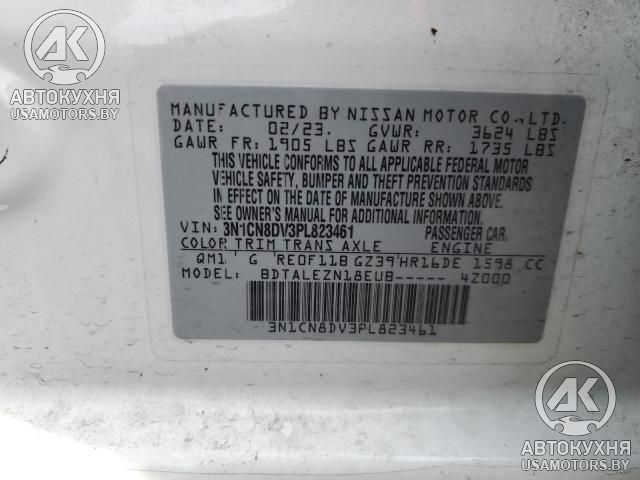 АК
АВТОКУХНЯ
USAMOTORS.BY
MANUFACTURED BY NISSAN MOTOR CO.,LTD.
DATE: 02/23. GVWR: 3624 LBS
GAWR FR: 1905 LBS GAWR RR: 1735 LBS
THIS VEHICLE CONFORMS TO ALL APPLICABLE FEDERAL MOTOR
VEHICLE SAFETY, BUMPER AND THEFT PREVENTION STANDARDS
IN EFFECT ON THE DATE OF MANUFACTURE SHOWN ABOVE.
SEE OWNER'S MANUAL FOR ADDITIONAL INFORMATION.
VIN: 3N1CN8DV3PL823461 PASSENGER CAR.
COLOR TRIM TRANS AXLE ENGINE
QM1 G RE0F11B GZ39 HR16DE 1598 CC
MODEL: BDTALEZN18EUB----- 4Z000
3N1CN8DV3PL823461
АК
АВТОКУХНЯ
USAMOTORS.BY